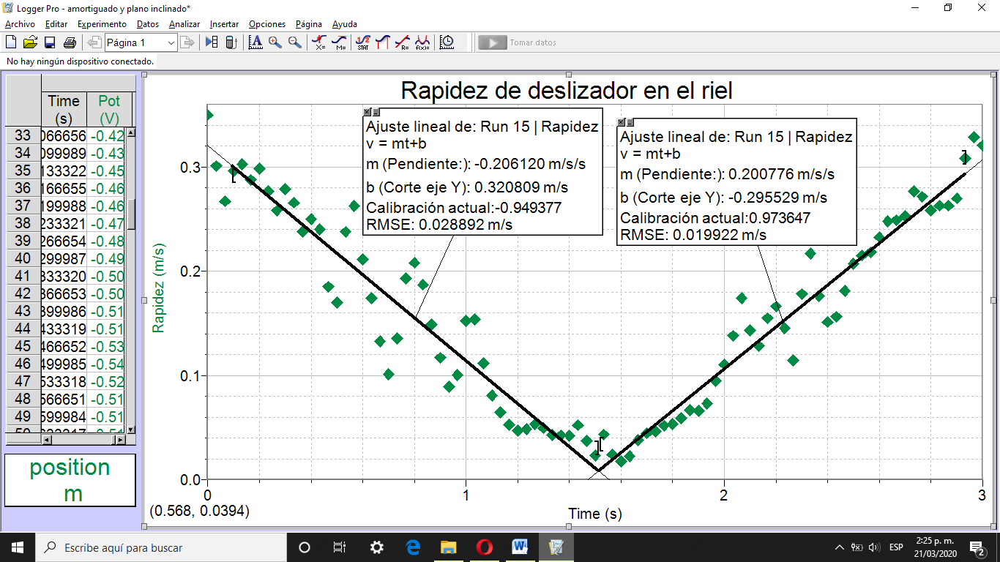 Logger Pro - amortiguado y plano inclinado*
Archivo Editar Experimento Datos Analizar Insertar Opciones Página Ayuda
Página 1
X= M= 1/2 STAT R= f(x)= Tomar datos
No hay ningún dispositivo conectado.
Time Pot
(s) (V)
33 066656 -0.42
34 099989 -0.43
35 133322 -0.45
36 166655 -0.46
37 199988 -0.46
38 233321 -0.47
39 266654 -0.48
40 299987 -0.49
41 333320 -0.50
42 366653 -0.50
43 399986 -0.51
44 433319 -0.51
45 466652 -0.53
46 499985 -0.54
47 533318 -0.52
48 566651 -0.51
49 599984 -0.51
position
m
Rapidez de deslizador en el riel
Ajuste lineal de: Run 15 | Rapidez
v = mt+b
m (Pendiente:): -0.206120 m/s/s
b (Corte eje Y): 0.320809 m/s
Calibración actual:-0.949377
RMSE: 0.028892 m/s
Ajuste lineal de: Run 15 | Rapidez
v = mt+b
m (Pendiente:): 0.200776 m/s/s
b (Corte eje Y): -0.295529 m/s
Calibración actual:0.973647
RMSE: 0.019922 m/s
Rapidez (m/s)
0.3
0.2
0.1
0.0
0 1 2 3
(0.568, 0.0394)
Time (s)
Escribe aquí para buscar
ESP
2:25 p. m.
21/03/2020
2